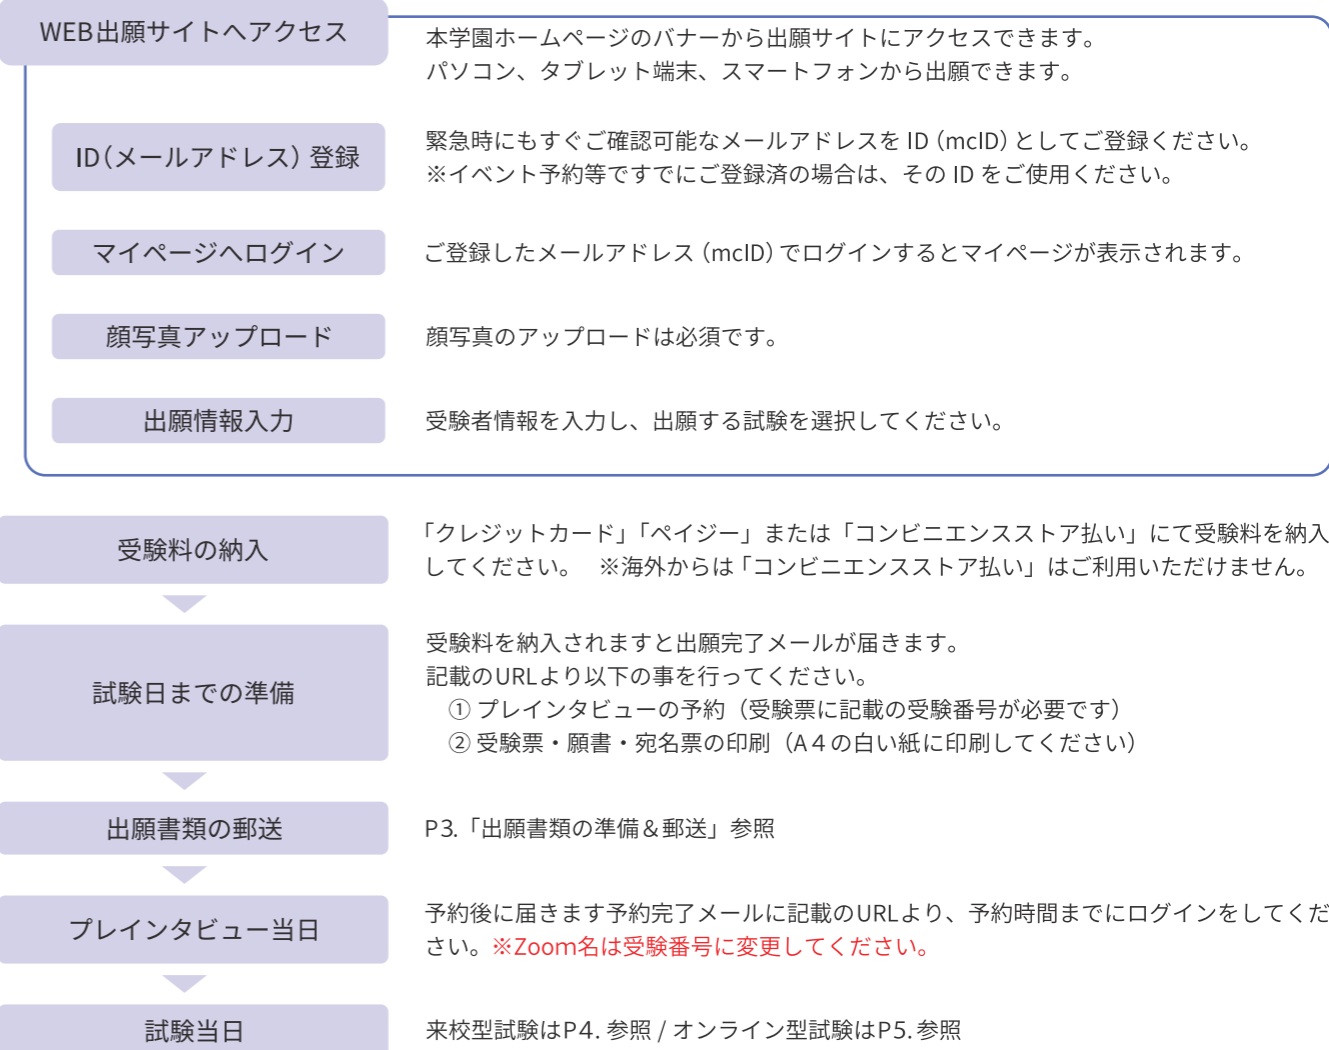 WEB出願サイトへアクセス
本学園ホームページのバナーから出願サイトにアクセスできます。
パソコン、タブレット端末、スマートフォンから出願できます。
ID（メールアドレス）登録
緊急時にもすぐご確認可能なメールアドレスを ID（mcID）としてご登録ください。
※イベント予約等ですでにご登録済の場合は、その ID をご使用ください。
マイページへログイン
ご登録したメールアドレス（mcID）でログインするとマイページが表示されます。
顔写真アップロード
顔写真のアップロードは必須です。
出願情報入力
受験者情報を入力し、出願する試験を選択してください。
受験料の納入
「クレジットカード」「ペイジー」または「コンビニエンスストア払い」にて受験料を納入
してください。　※海外からは「コンビニエンスストア払い」はご利用いただけません。
試験日までの準備
受験料を納入されますと出願完了メールが届きます。
記載のURLより以下の事を行ってください。
① プレインタビューの予約（受験票に記載の受験番号が必要です）
② 受験票・願書・宛名票の印刷（A４の白い紙に印刷してください）
出願書類の郵送
P３.「出願書類の準備＆郵送」参照
プレインタビュー当日
予約後に届きます予約完了メールに記載のURLより、予約時間までにログインをしてくだ
さい。※Zoom名は受験番号に変更してください。
試験当日
来校型試験はP４. 参照 / オンライン型試験はP５. 参照